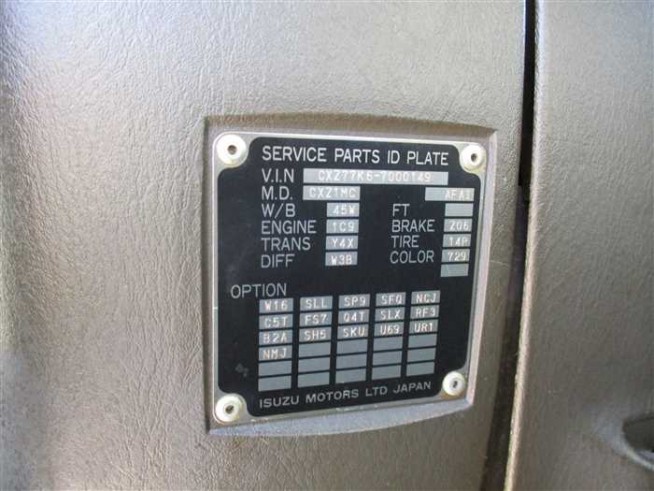 SERVICE PARTS ID PLATE
V.I.N CXZ77K6-7000149
M.D. CXZ1MC AFA1
W/B 45W FT
ENGINE 1C9 BRAKE Z06
TRANS Y4X TIRE 14P
DIFF W3B COLOR 729
OPTION
W16 SLL SP9 SFQ NCJ
C5T FS7 Q4T SLX RF3
B2A SH5 SKU U69 UR1
NMJ
ISUZU MOTORS LTD JAPAN